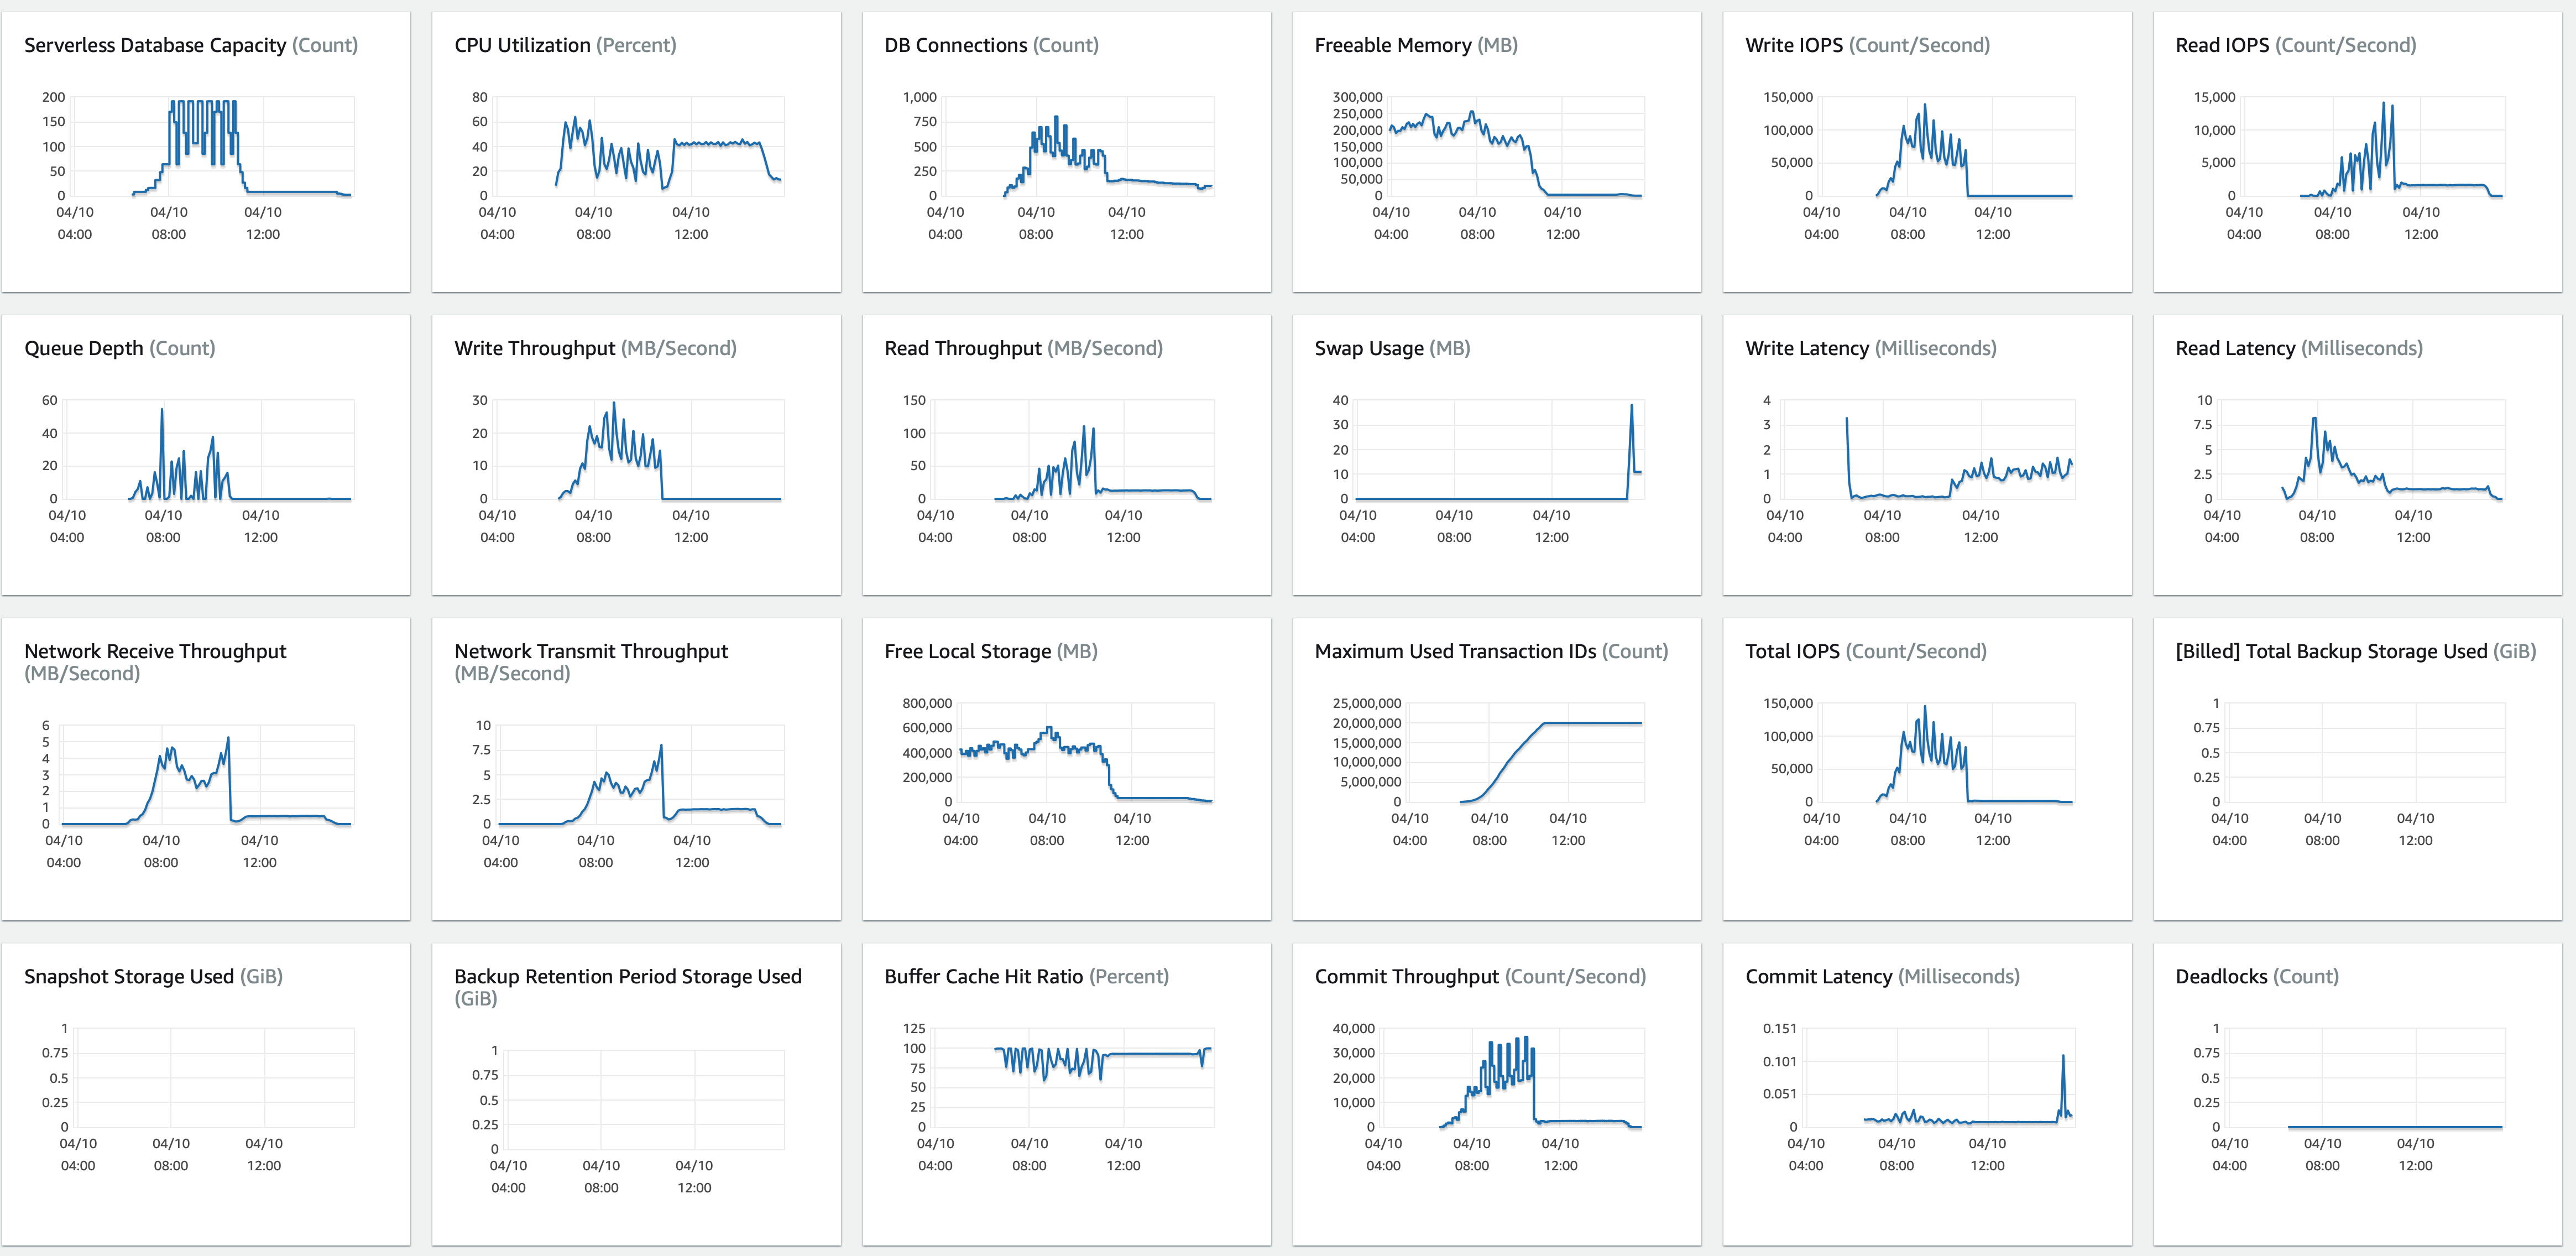 Serverless Database Capacity (Count)
200
150
100
50
0
04/10 04/10 04/10
04:00 08:00 12:00
CPU Utilization (Percent)
80
60
40
20
0
04/10 04/10 04/10
04:00 08:00 12:00
DB Connections (Count)
1,000
750
500
250
0
04/10 04/10 04/10
04:00 08:00 12:00
Freeable Memory (MB)
300,000
250,000
200,000
150,000
100,000
50,000
0
04/10 04/10 04/10
04:00 08:00 12:00
Write IOPS (Count/Second)
150,000
100,000
50,000
0
04/10 04/10 04/10
04:00 08:00 12:00
Read IOPS (Count/Second)
15,000
10,000
5,000
0
04/10 04/10 04/10
04:00 08:00 12:00
Queue Depth (Count)
60
40
20
0
04/10 04/10 04/10
04:00 08:00 12:00
Write Throughput (MB/Second)
30
20
10
0
04/10 04/10 04/10
04:00 08:00 12:00
Read Throughput (MB/Second)
150
100
50
0
04/10 04/10 04/10
04:00 08:00 12:00
Swap Usage (MB)
40
30
20
10
0
04/10 04/10 04/10
04:00 08:00 12:00
Write Latency (Milliseconds)
4
3
2
1
0
04/10 04/10 04/10
04:00 08:00 12:00
Read Latency (Milliseconds)
10
7.5
5
2.5
0
04/10 04/10 04/10
04:00 08:00 12:00
Network Receive Throughput
(MB/Second)
6
5
4
3
2
1
0
04/10 04/10 04/10
04:00 08:00 12:00
Network Transmit Throughput
(MB/Second)
10
7.5
5
2.5
0
04/10 04/10 04/10
04:00 08:00 12:00
Free Local Storage (MB)
800,000
600,000
400,000
200,000
0
04/10 04/10 04/10
04:00 08:00 12:00
Maximum Used Transaction IDs (Count)
25,000,000
20,000,000
15,000,000
10,000,000
5,000,000
0
04/10 04/10 04/10
04:00 08:00 12:00
Total IOPS (Count/Second)
150,000
100,000
50,000
0
04/10 04/10 04/10
04:00 08:00 12:00
[Billed] Total Backup Storage Used (GiB)
1
0.75
0.5
0.25
0
04/10 04/10 04/10
04:00 08:00 12:00
Snapshot Storage Used (GiB)
1
0.75
0.5
0.25
0
04/10 04/10 04/10
04:00 08:00 12:00
Backup Retention Period Storage Used
(GiB)
1
0.75
0.5
0.25
0
04/10 04/10 04/10
04:00 08:00 12:00
Buffer Cache Hit Ratio (Percent)
125
100
75
50
25
0
04/10 04/10 04/10
04:00 08:00 12:00
Commit Throughput (Count/Second)
40,000
30,000
20,000
10,000
0
04/10 04/10 04/10
04:00 08:00 12:00
Commit Latency (Milliseconds)
0.151
0.101
0.051
0
04/10 04/10 04/10
04:00 08:00 12:00
Deadlocks (Count)
1
0.75
0.5
0.25
0
04/10 04/10 04/10
04:00 08:00 12:00